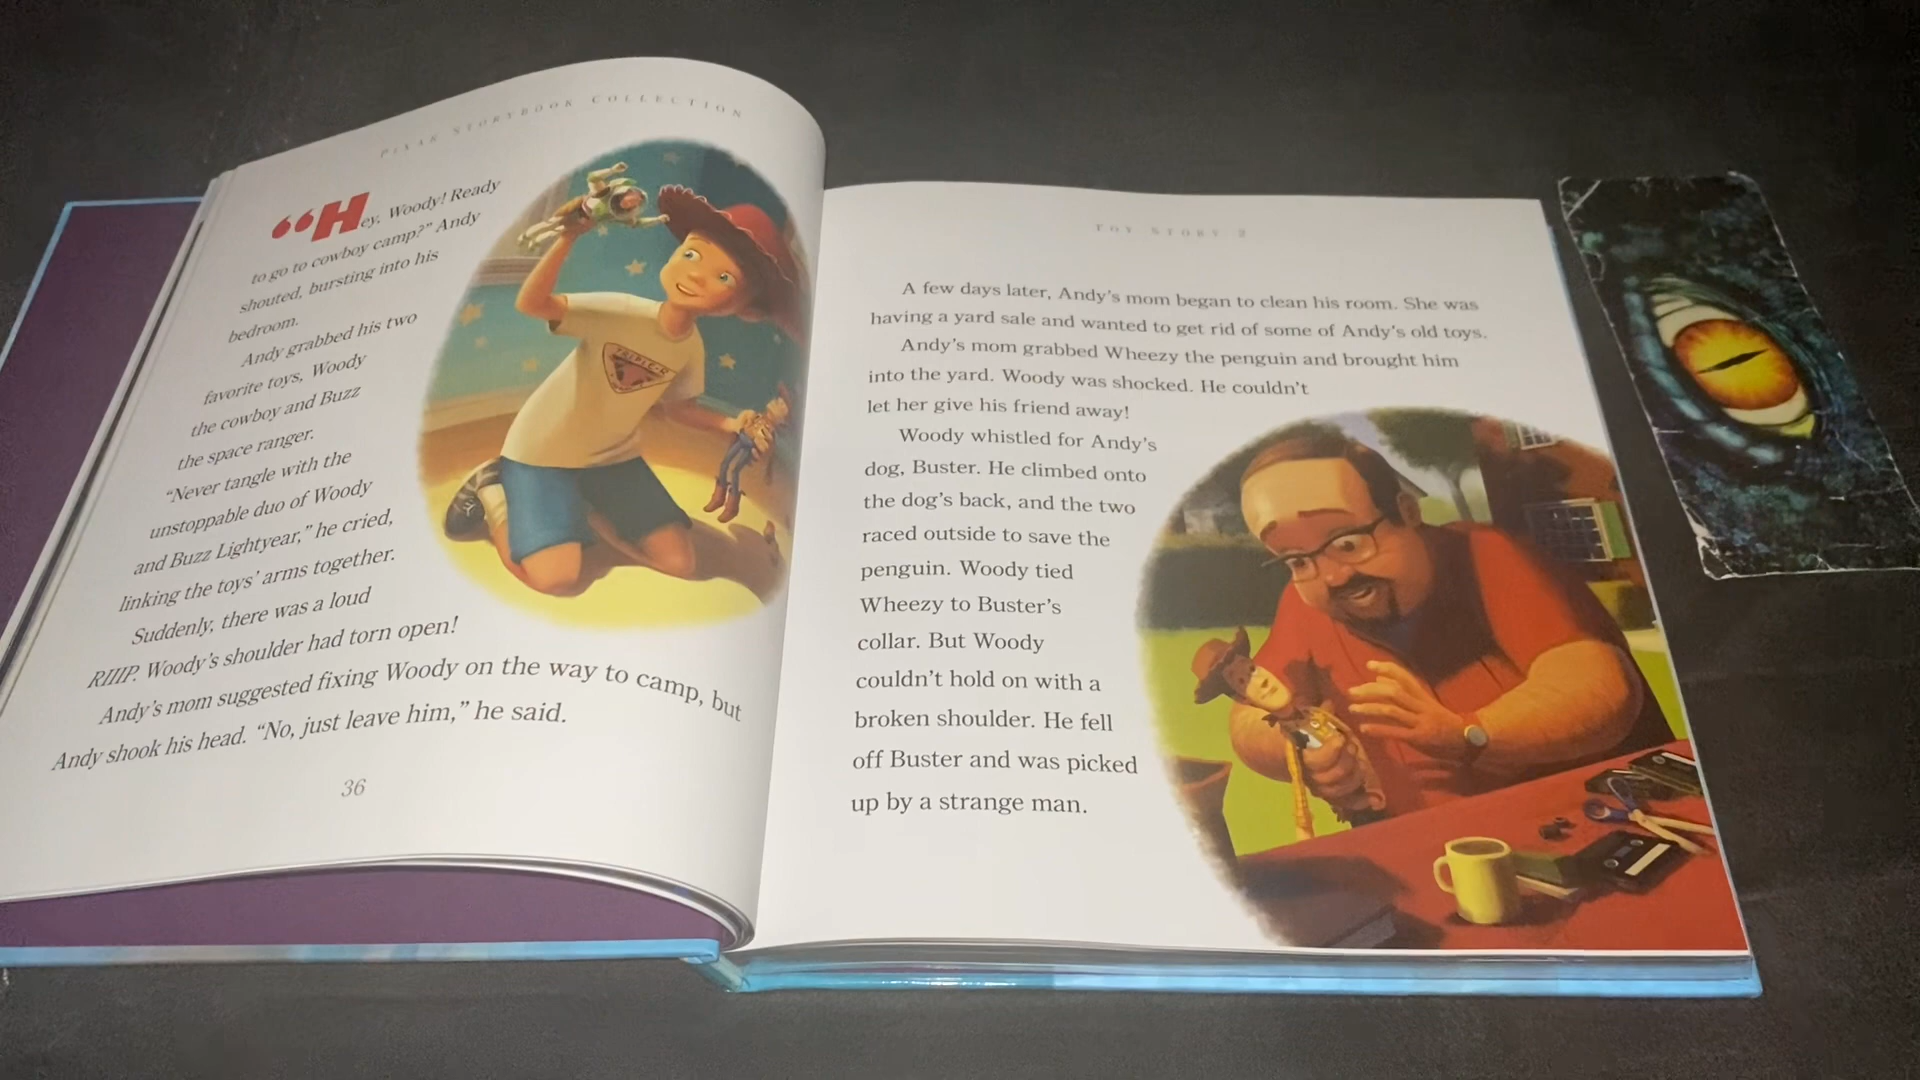 PIXAR STORYBOOK COLLECTION
“Hey, Woody! Ready
to go to cowboy camp?” Andy
shouted, bursting into his
bedroom.
Andy grabbed his two
favorite toys, Woody
the cowboy and Buzz
the space ranger.
“Never tangle with the
unstoppable duo of Woody
and Buzz Lightyear,” he cried,
linking the toys’ arms together.
Suddenly, there was a loud
RIIIP. Woody’s shoulder had torn open!
Andy’s mom suggested fixing Woody on the way to camp, but
Andy shook his head. “No, just leave him,” he said.
36
TRIPLE-R
TOY STORY 2
A few days later, Andy’s mom began to clean his room. She was
having a yard sale and wanted to get rid of some of Andy’s old toys.
Andy’s mom grabbed Wheezy the penguin and brought him
into the yard. Woody was shocked. He couldn’t
let her give his friend away!
Woody whistled for Andy’s
dog, Buster. He climbed onto
the dog’s back, and the two
raced outside to save the
penguin. Woody tied
Wheezy to Buster’s
collar. But Woody
couldn’t hold on with a
broken shoulder. He fell
off Buster and was picked
up by a strange man.